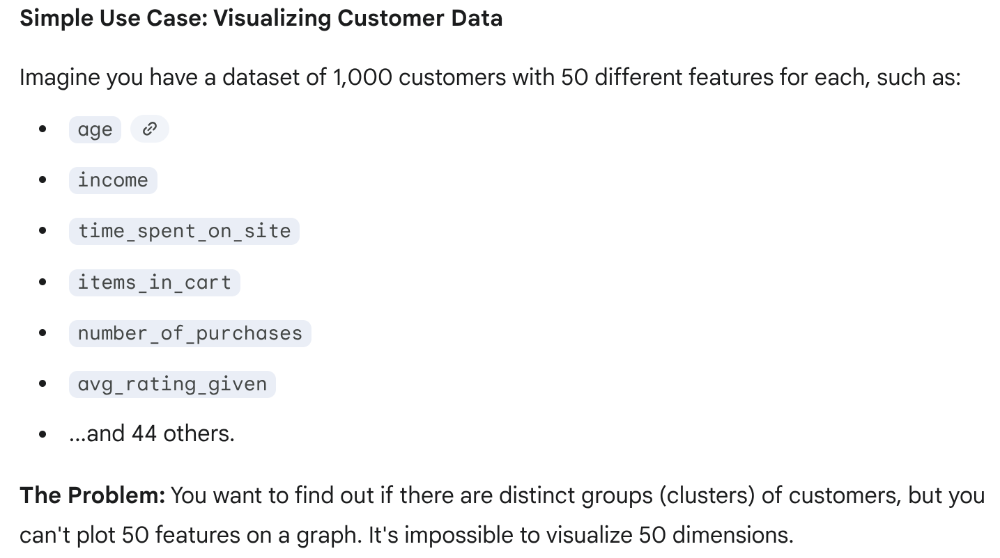 Simple Use Case: Visualizing Customer Data
Imagine you have a dataset of 1,000 customers with 50 different features for each, such as:
• age
• income
• time_spent_on_site
• items_in_cart
• number_of_purchases
• avg_rating_given
• ...and 44 others.
The Problem: You want to find out if there are distinct groups (clusters) of customers, but you
can't plot 50 features on a graph. It's impossible to visualize 50 dimensions.